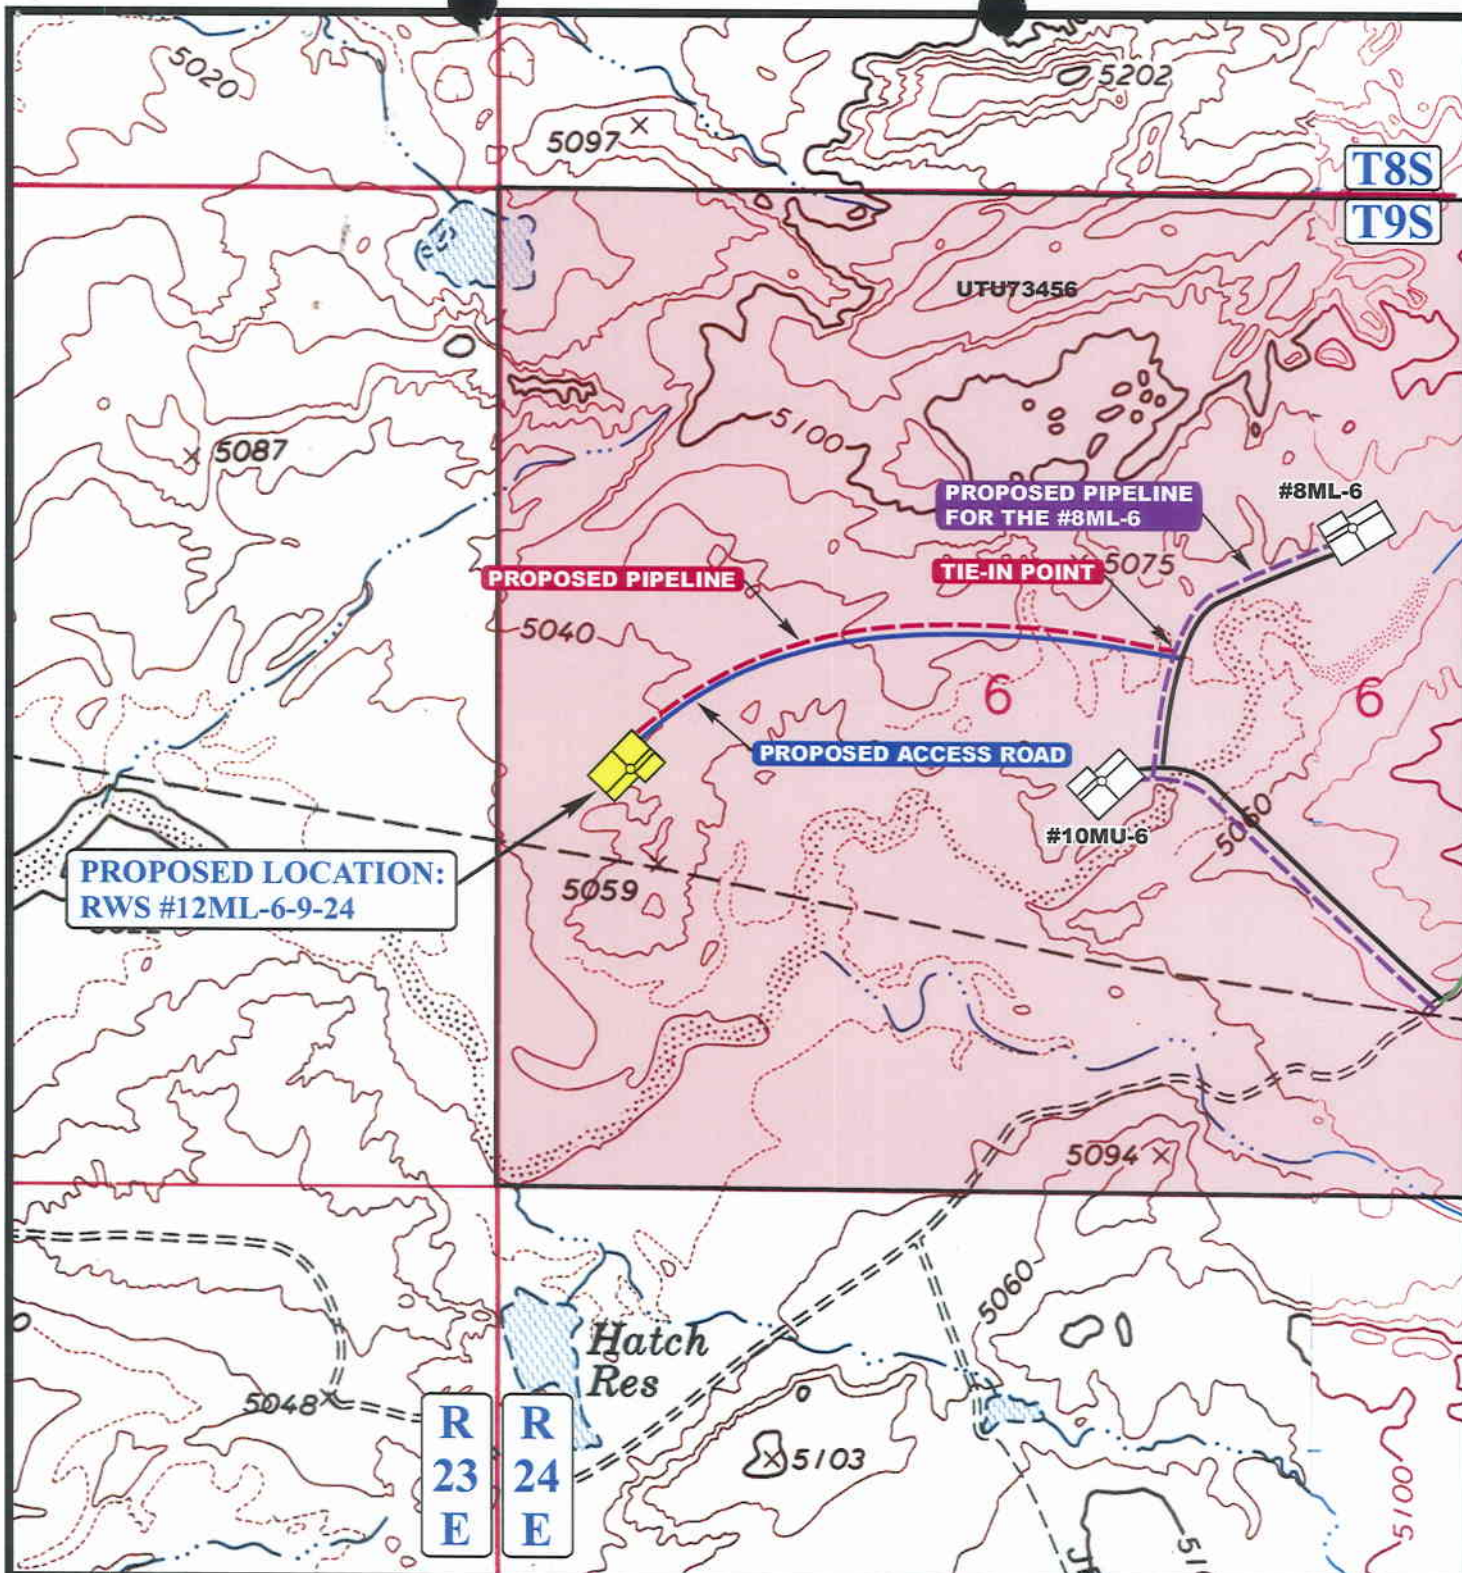 5020
5202
5097
T8S
T9S
UTU73456
5087
5100
PROPOSED PIPELINE
FOR THE #8ML-6
#8ML-6
PROPOSED PIPELINE
TIE-IN POINT
5075
5040
6
6
PROPOSED ACCESS ROAD
#10MU-6
5060
PROPOSED LOCATION:
RWS #12ML-6-9-24
5059
5094
5060
Hatch
Res
5048
R
23
E
R
24
E
5103
5100